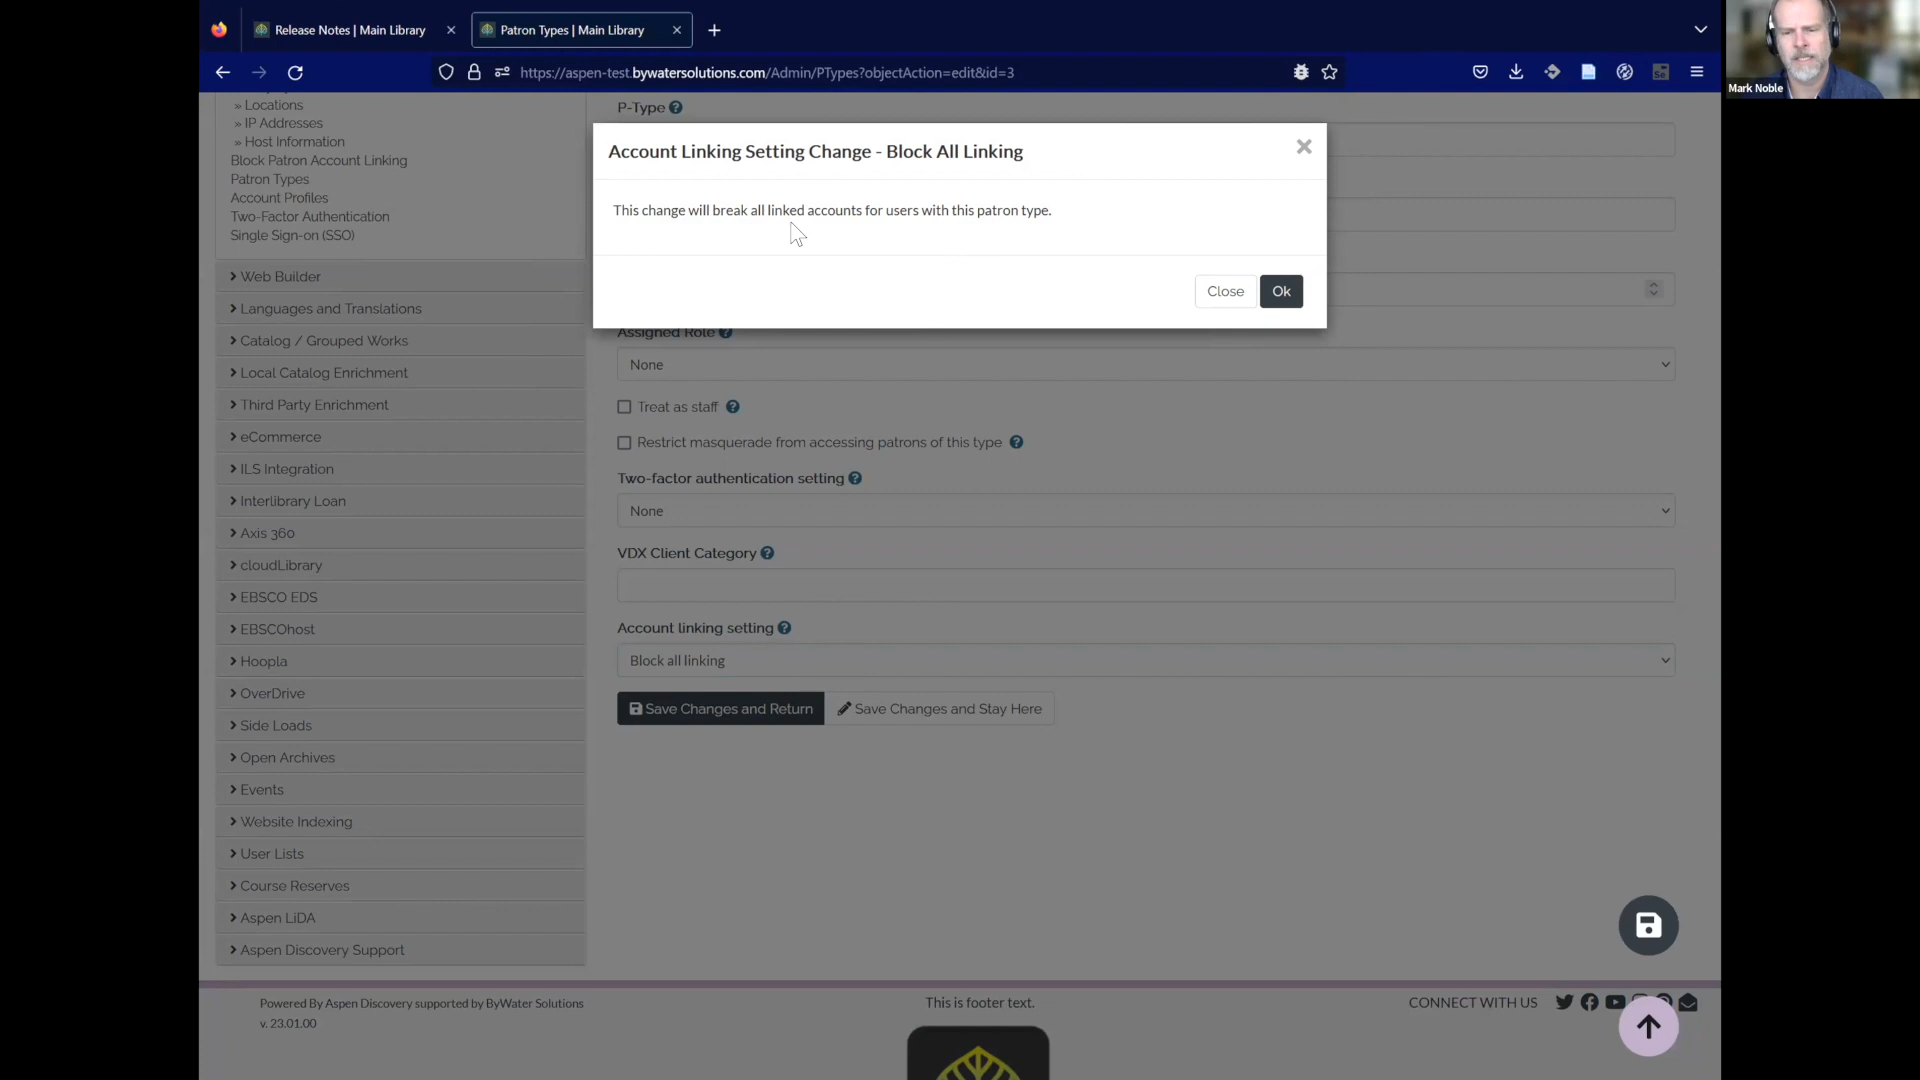 Release Notes | Main Library
Patron Types | Main Library
https://aspen-test.bywatersolutions.com/Admin/PTypes?objectAction=edit&id=3
Mark Noble
» Locations
» IP Addresses
» Host Information
Block Patron Account Linking
Patron Types
Account Profiles
Two-Factor Authentication
Single Sign-on (SSO)
Web Builder
Languages and Translations
Catalog / Grouped Works
Local Catalog Enrichment
Third Party Enrichment
eCommerce
ILS Integration
Interlibrary Loan
Axis 360
cloudLibrary
EBSCO EDS
EBSCOhost
Hoopla
OverDrive
Side Loads
Open Archives
Events
Website Indexing
User Lists
Course Reserves
Aspen LiDA
Aspen Discovery Support
P-Type
Account Linking Setting Change - Block All Linking
This change will break all linked accounts for users with this patron type.
Close
Ok
Assigned Role
None
Treat as staff
Restrict masquerade from accessing patrons of this type
Two-factor authentication setting
None
VDX Client Category
Account linking setting
Block all linking
Save Changes and Return
Save Changes and Stay Here
Powered By Aspen Discovery supported by ByWater Solutions
v. 23.01.00
This is footer text.
CONNECT WITH US